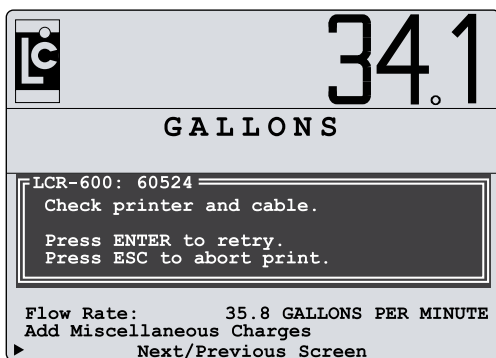 LC
34.1
GALLONS
LCR-600: 60524
Check printer and cable.
Press ENTER to retry.
Press ESC to abort print.
Flow Rate: 35.8 GALLONS PER MINUTE
Add Miscellaneous Charges
Next/Previous Screen